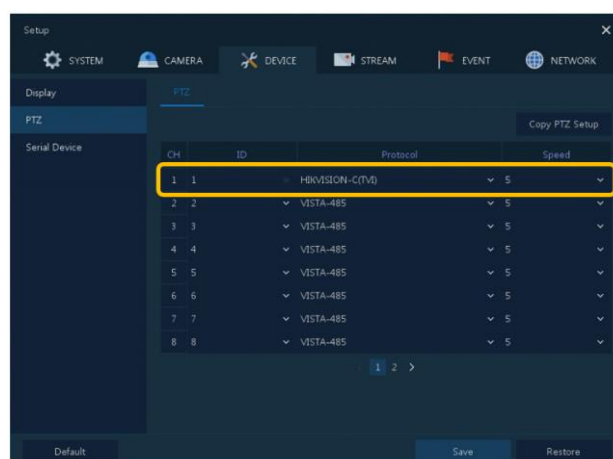 Setup
SYSTEM CAMERA DEVICE STREAM EVENT NETWORK
Display
PTZ
Serial Device
PTZ
Copy PTZ Setup
CH ID Protocol Speed
1 1 HIKVISION-C(TVI) 5
2 2 VISTA-485 5
3 3 VISTA-485 5
4 4 VISTA-485 5
5 5 VISTA-485 5
6 6 VISTA-485 5
7 7 VISTA-485 5
8 8 VISTA-485 5
1 2 >
Default Save Restore